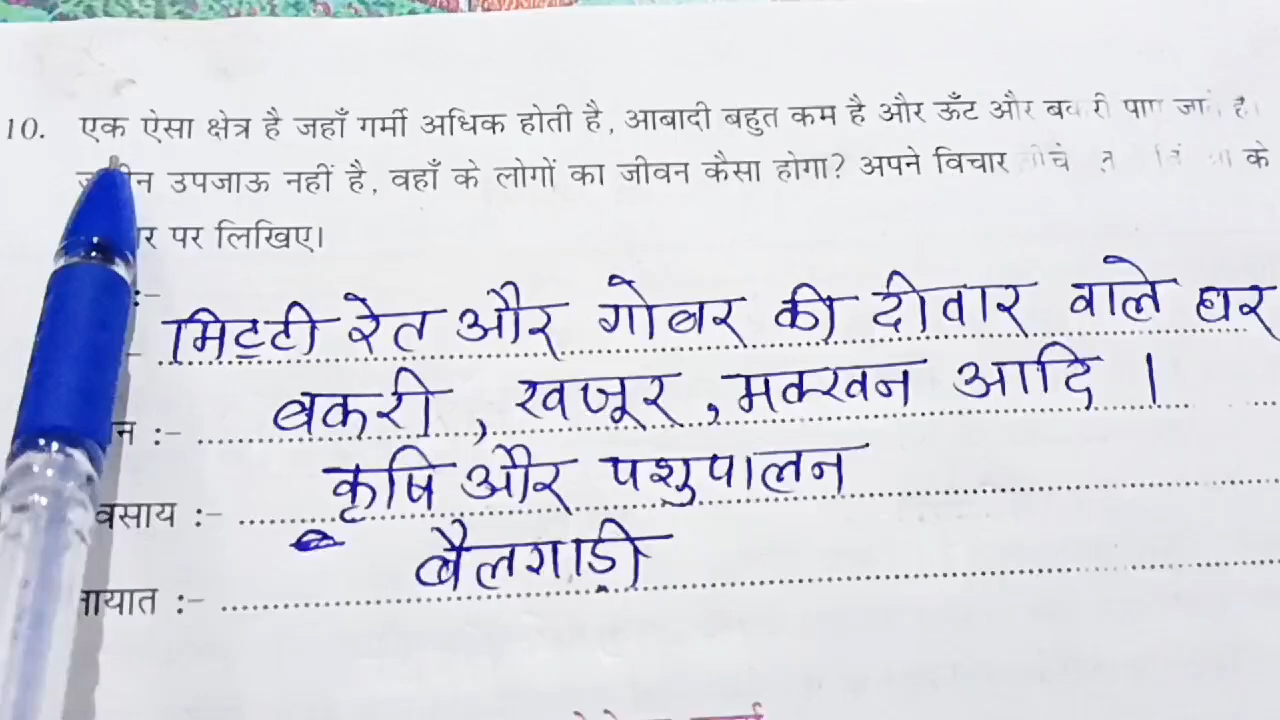 10. एक ऐसा क्षेत्र है जहाँ गर्मी अधिक होती है, आबादी बहुत कम है और ऊँट और
उपजाऊ नहीं है, वहाँ के लोगों का जीवन कैसा होगा? अपने विचार के
पर लिखिए।
:-
मिट्टी रेत और गोबर की दीवार वाले घर
बकरी, खजूर, मक्खन आदि ।
:-
कृषि और पशुपालन
:-
बैलगाड़ी
:-